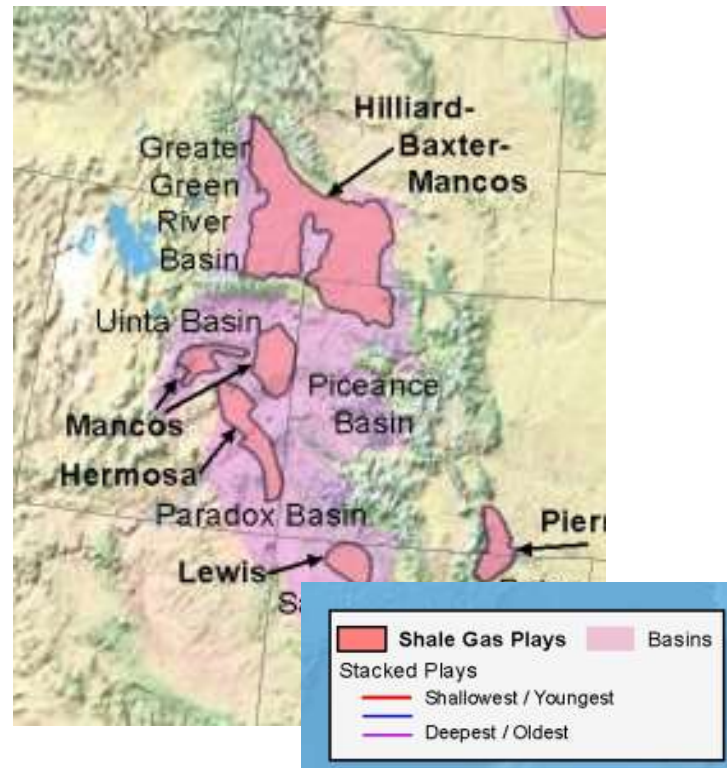 Hilliard-
Baxter-
Mancos
Greater
Green
River
Basin
Uinta Basin
Piceance
Basin
Mancos
Hermosa
Paradox Basin
Lewis
Shale Gas Plays
Basins
Stacked Plays
Shallowest / Youngest
Deepest / Oldest